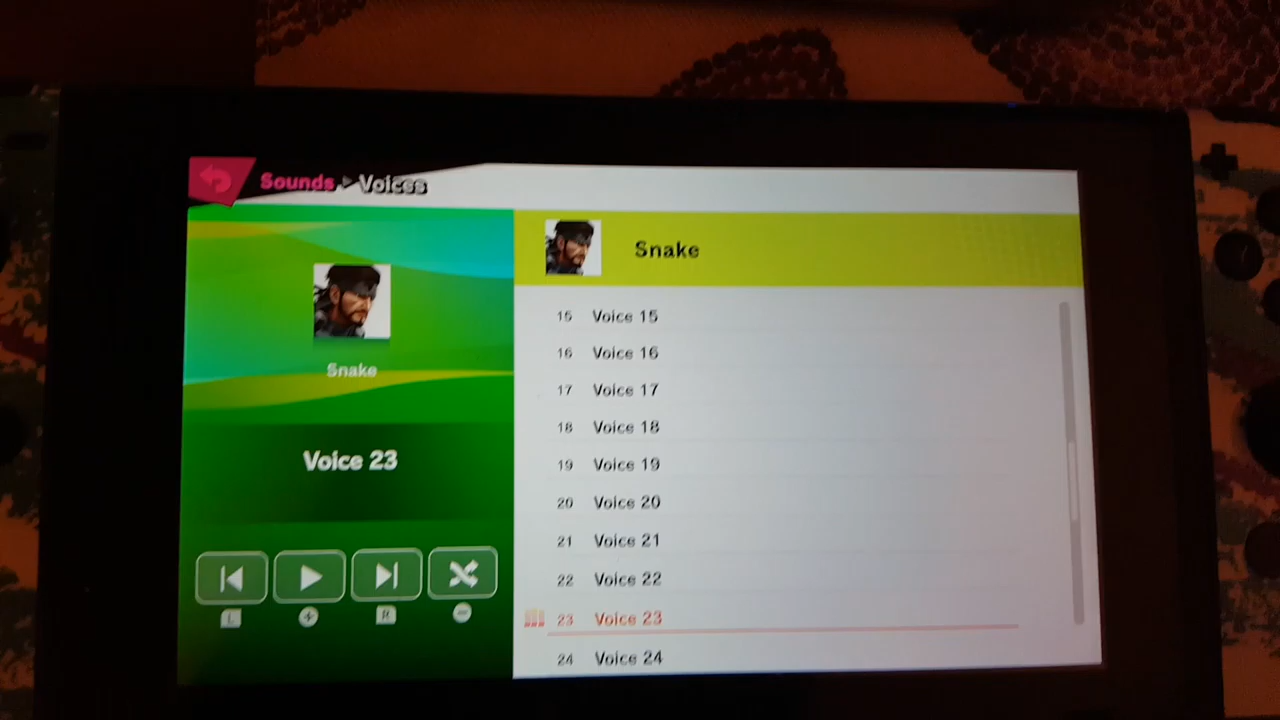 Sounds ► Voices
Snake
Voice 23
L + R −
Snake
15 Voice 15
16 Voice 16
17 Voice 17
18 Voice 18
19 Voice 19
20 Voice 20
21 Voice 21
22 Voice 22
23 Voice 23
24 Voice 24